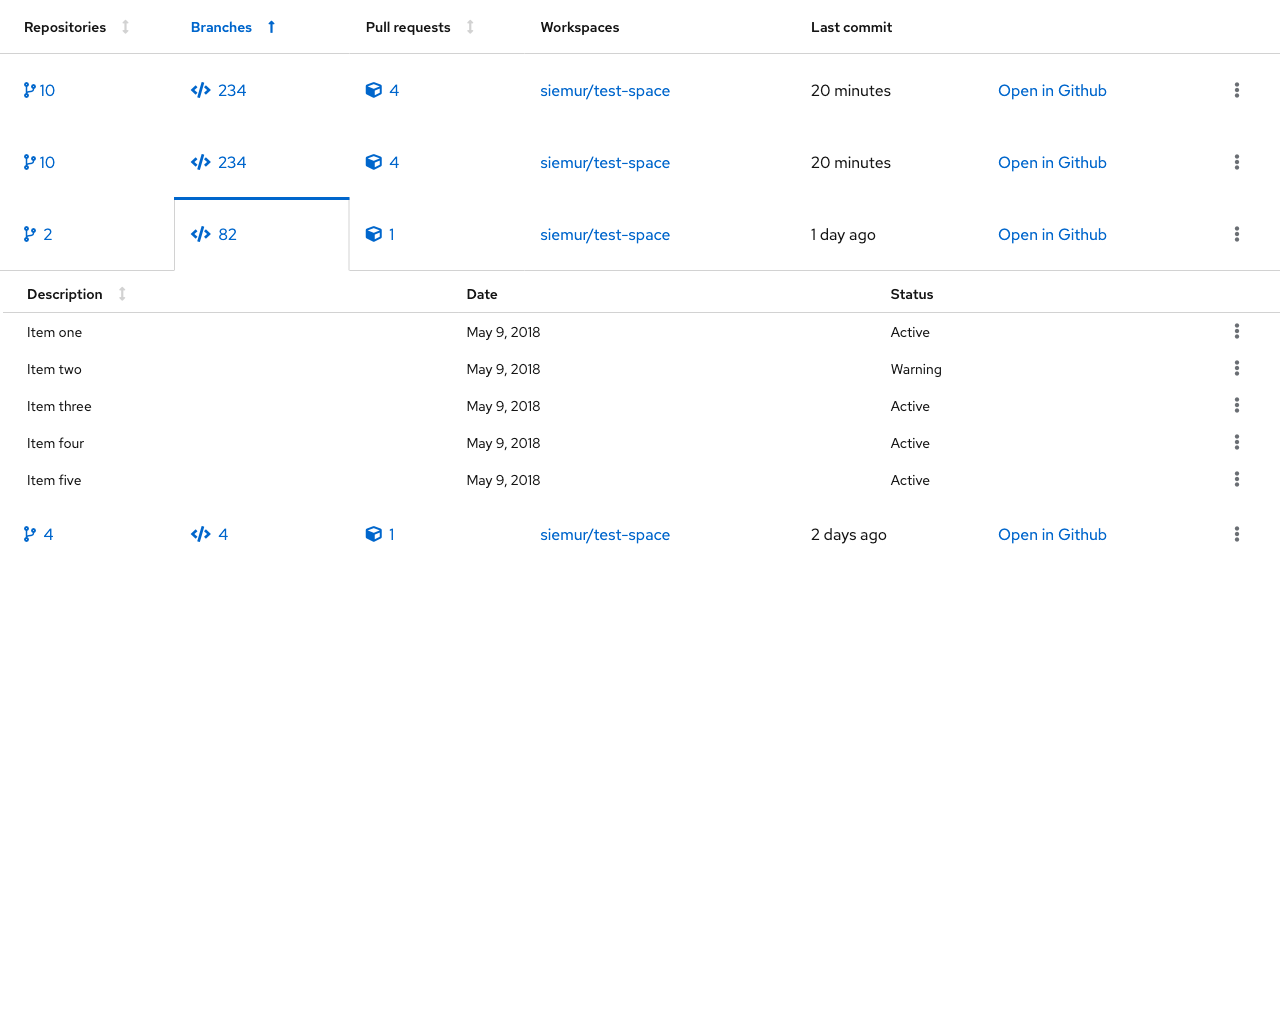 Repositories Branches Pull requests Workspaces Last commit
10 234 4 siemur/test-space 20 minutes Open in Github
10 234 4 siemur/test-space 20 minutes Open in Github
2 82 1 siemur/test-space 1 day ago Open in Github
Description Date Status
Item one May 9, 2018 Active
Item two May 9, 2018 Warning
Item three May 9, 2018 Active
Item four May 9, 2018 Active
Item five May 9, 2018 Active
4 4 1 siemur/test-space 2 days ago Open in Github